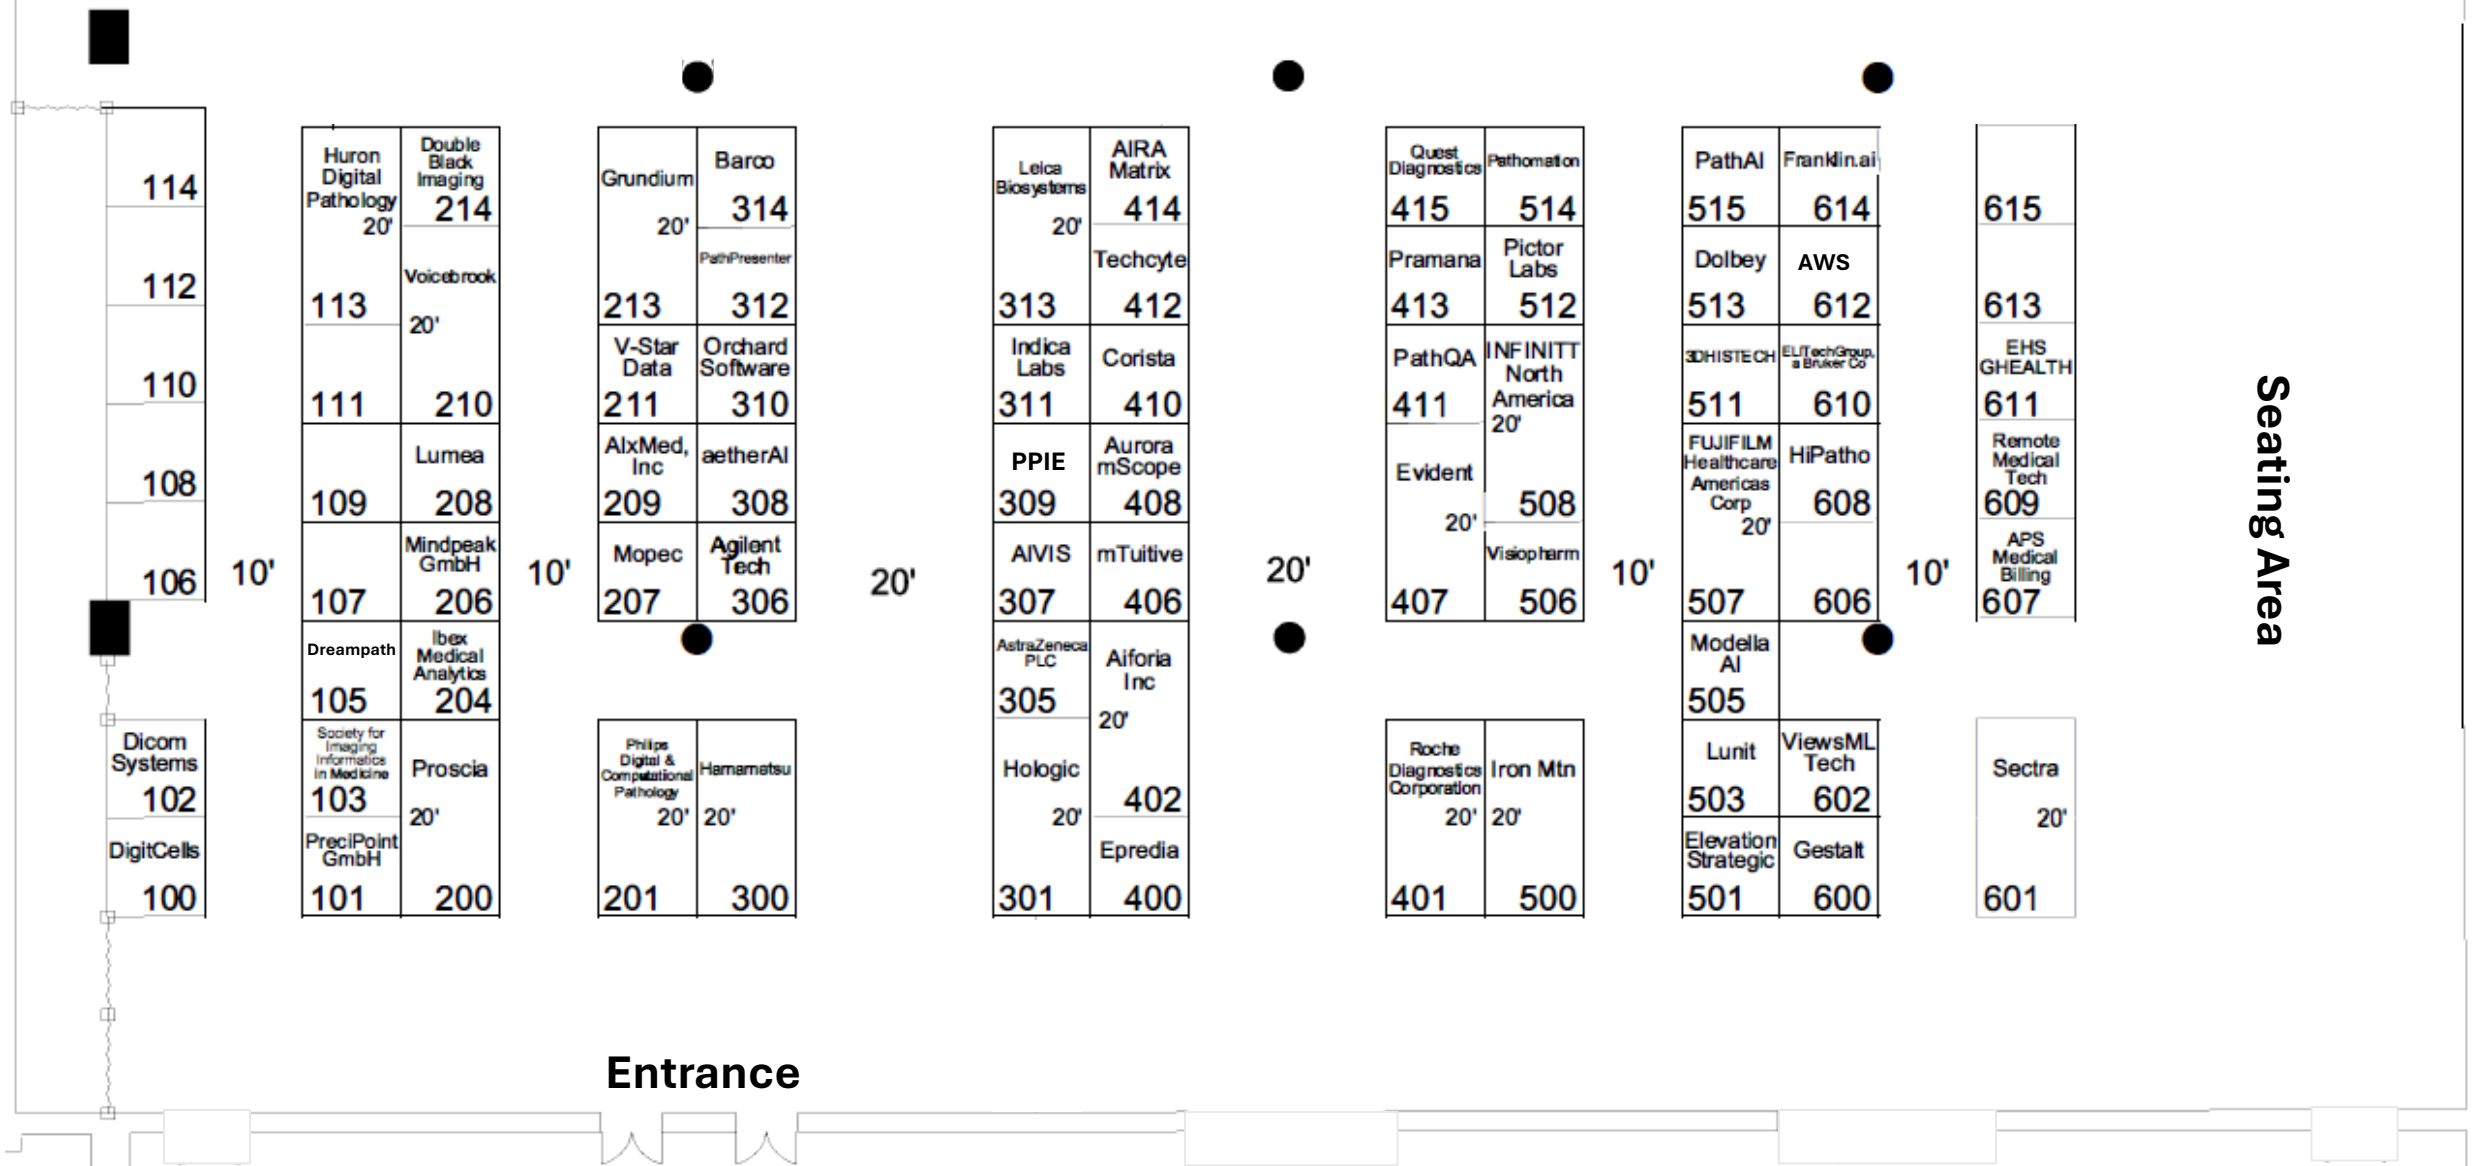 114
112
110
108
106
Dicom
Systems
102
DigitCells
100
10'
Huron
Digital
Pathology
20'
113
111
109
107
Dreampath
105
Society for
Imaging
Informatics
in Medicine
103
PreciPoint
GmbH
101
Double
Black
Imaging
214
Voicebrook
20'
210
Lumea
208
Mindpeak
GmbH
206
Ibex
Medical
Analytics
204
Proscia
20'
200
10'
Grundium
20'
213
V-Star
Data
211
AIxMed,
Inc
209
Mopec
207
Philips
Digital &
Computational
Pathology
20'
201
Barco
314
PathPresenter
312
Orchard
Software
310
aetherAI
308
Agilent
Tech
306
Hamamatsu
20'
300
20'
Leica
Biosystems
20'
313
Indica
Labs
311
PPIE
309
AIVIS
307
AstraZeneca
PLC
305
Hologic
20'
301
AIRA
Matrix
414
Techcyte
412
Corista
410
Aurora
mScope
408
mTuitive
406
Aiforia
Inc
20'
402
Epredia
400
20'
Quest
Diagnostics
415
Pramana
413
PathQA
411
Evident
20'
407
Roche
Diagnostics
Corporation
20'
401
Pathomation
514
Pictor
Labs
512
INFINITT
North
America
20'
508
Visiopharm
506
Iron Mtn
20'
500
10'
PathAI
515
Dolbey
513
3DHISTECH
511
FUJIFILM
Healthcare
Americas
Corp
20'
507
Modella
AI
505
Lunit
503
Elevation
Strategic
501
Franklin.ai
614
AWS
612
ELITechGroup,
a Bruker Co
610
HiPatho
608
606
ViewsML
Tech
602
Gestalt
600
10'
615
613
EHS
GHEALTH
611
Remote
Medical
Tech
609
APS
Medical
Billing
607
Sectra
20'
601
Seating Area
Entrance